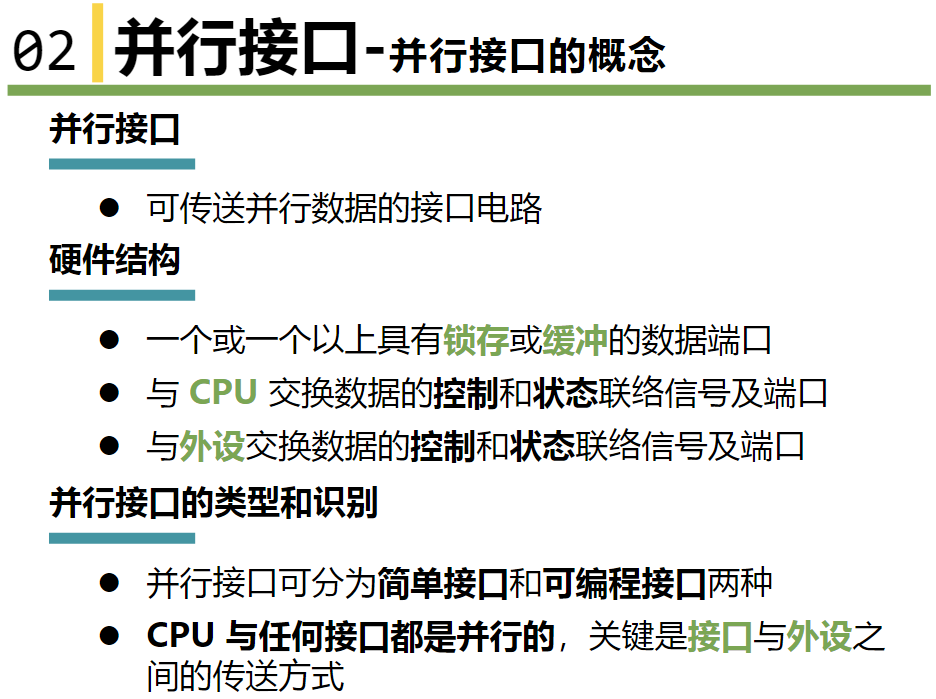 02 并行接口-并行接口的概念
并行接口
● 可传送并行数据的接口电路
硬件结构
● 一个或一个以上具有锁存或缓冲的数据端口
● 与 CPU 交换数据的控制和状态联络信号及端口
● 与外设交换数据的控制和状态联络信号及端口
并行接口的类型和识别
● 并行接口可分为简单接口和可编程接口两种
● CPU 与任何接口都是并行的，关键是接口与外设之
间的传送方式